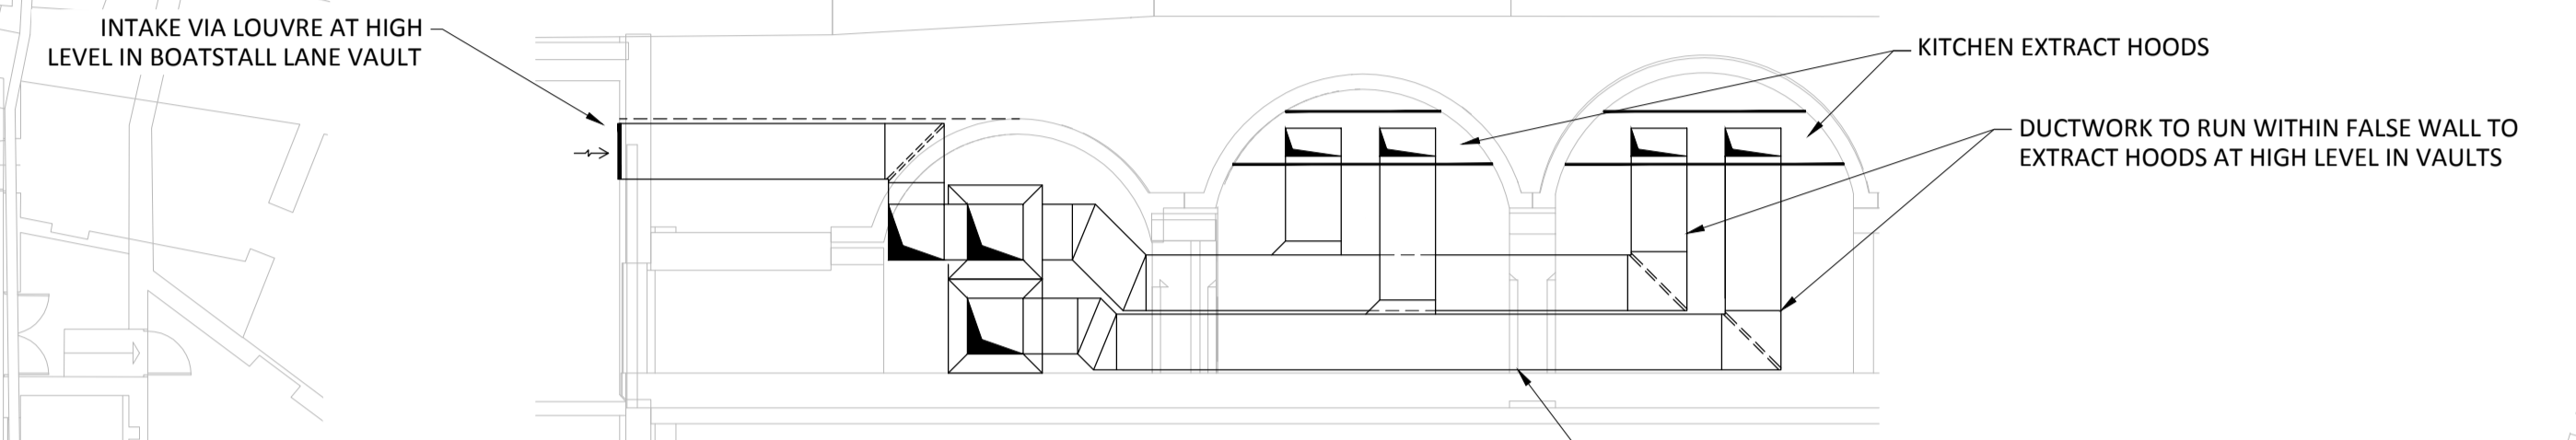 INTAKE VIA LOUVRE AT HIGH
LEVEL IN BOATSTALL LANE VAULT
KITCHEN EXTRACT HOODS
DUCTWORK TO RUN WITHIN FALSE WALL TO
EXTRACT HOODS AT HIGH LEVEL IN VAULTS